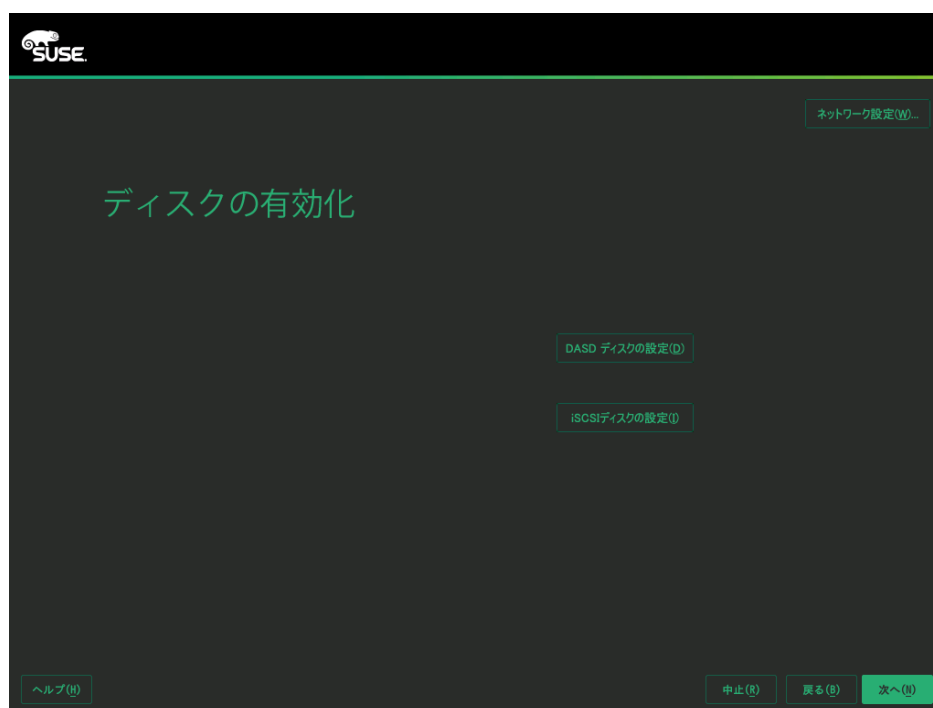 SUSE.
ネットワーク設定(W)...
ディスクの有効化
DASD ディスクの設定(D)
iSCSIディスクの設定(I)
ヘルプ(H)
中止(R)
戻る(B)
次へ(N)